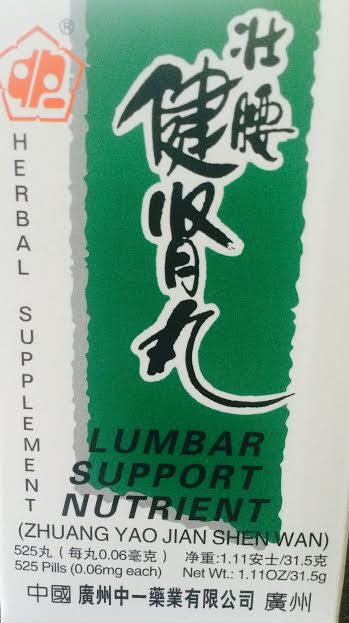 ®
中一
HERBAL SUPPLEMENT
壯腰
健肾丸
LUMBAR
SUPPORT
NUTRIENT
(ZHUANG YAO JIAN SHEN WAN)
525丸（每丸0.06毫克） 净重:1.11安士/31.5克
525 Pills (0.06mg each) Net Wt.: 1.11OZ/31.5g
中國 廣州中一藥業有限公司 廣州